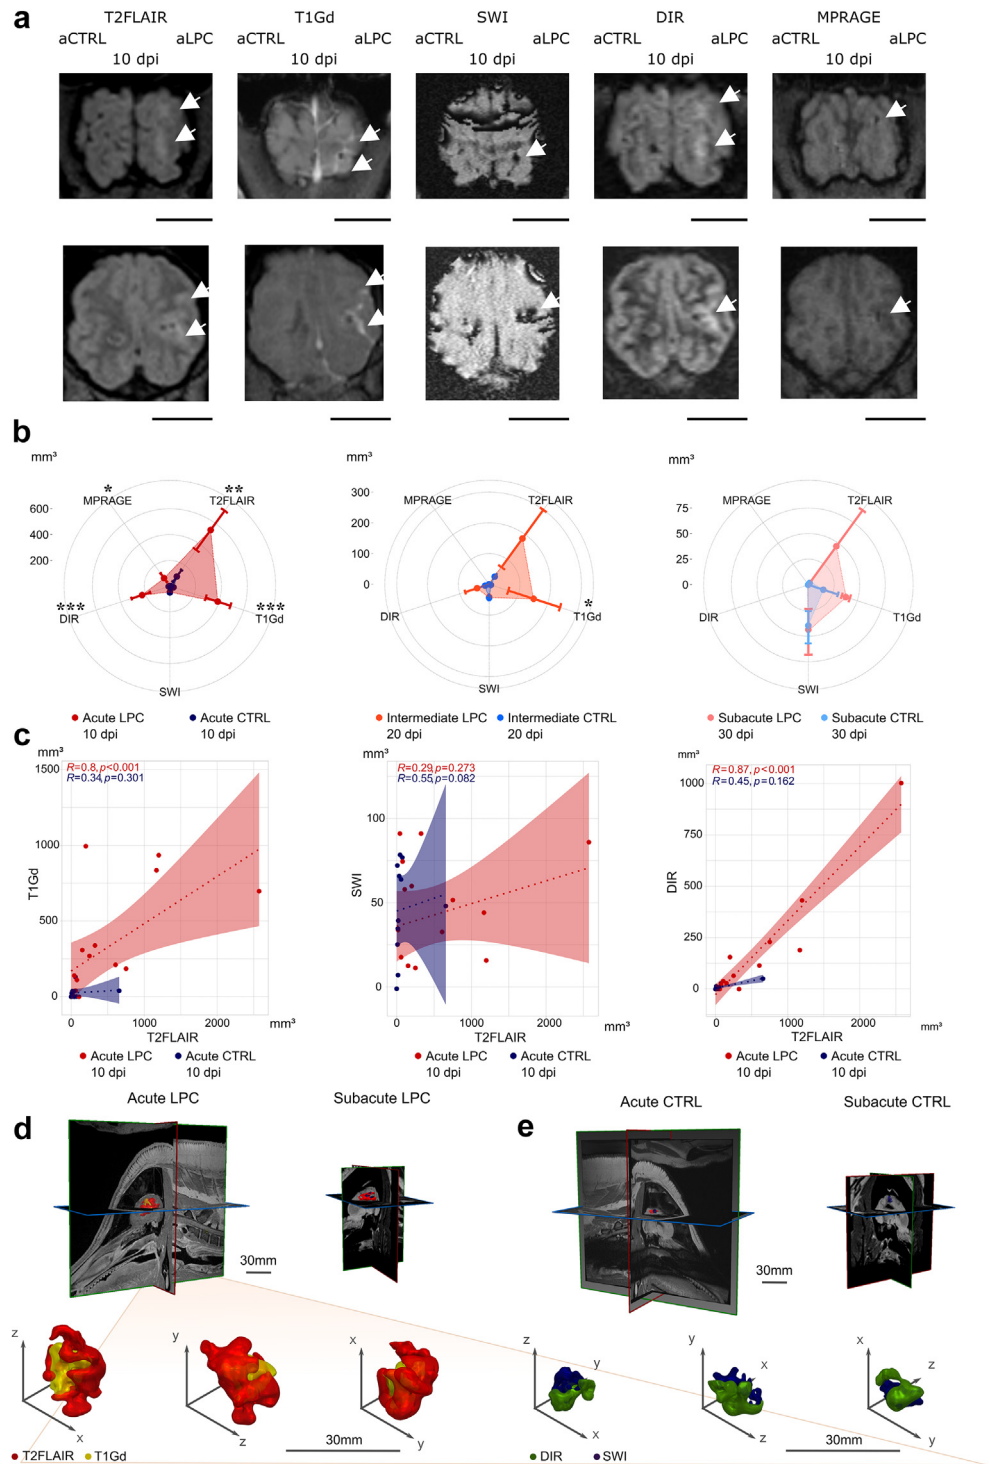 a
T2FLAIR T1Gd SWI DIR MPRAGE
aCTRL aLPC aCTRL aLPC aCTRL aLPC aCTRL aLPC aCTRL aLPC
10 dpi 10 dpi 10 dpi 10 dpi 10 dpi
b
mm³
600
400
200
* MPRAGE
** T2FLAIR
*** DIR
*** T1Gd
SWI
Acute LPC Acute CTRL
10 dpi 10 dpi
mm³
300
200
100
0
MPRAGE
T2FLAIR
DIR
*
T1Gd
SWI
Intermediate LPC Intermediate CTRL
20 dpi 20 dpi
mm³
75
50
25
0
MPRAGE
T2FLAIR
DIR
T1Gd
SWI
Subacute LPC Subacute CTRL
30 dpi 30 dpi
c
mm³
R=0.8, p<0.001
R=0.34, p=0.301
1500
1000
500
0
T1Gd
0 1000 2000 mm³
T2FLAIR
Acute LPC Acute CTRL
10 dpi 10 dpi
mm³
R=0.29, p=0.273
R=0.55, p=0.082
100
50
0
SWI
0 1000 2000 mm³
T2FLAIR
Acute LPC Acute CTRL
10 dpi 10 dpi
mm³
R=0.87, p<0.001
R=0.45, p=0.162
1000
750
500
250
0
DIR
0 1000 2000
T2FLAIR mm³
Acute LPC Acute CTRL
10 dpi 10 dpi
d
Acute LPC Subacute LPC
30mm
z x
y z
x y
30mm
T2FLAIR T1Gd
e
Acute CTRL Subacute CTRL
30mm
z y x
y x z
x z y
30mm
DIR SWI